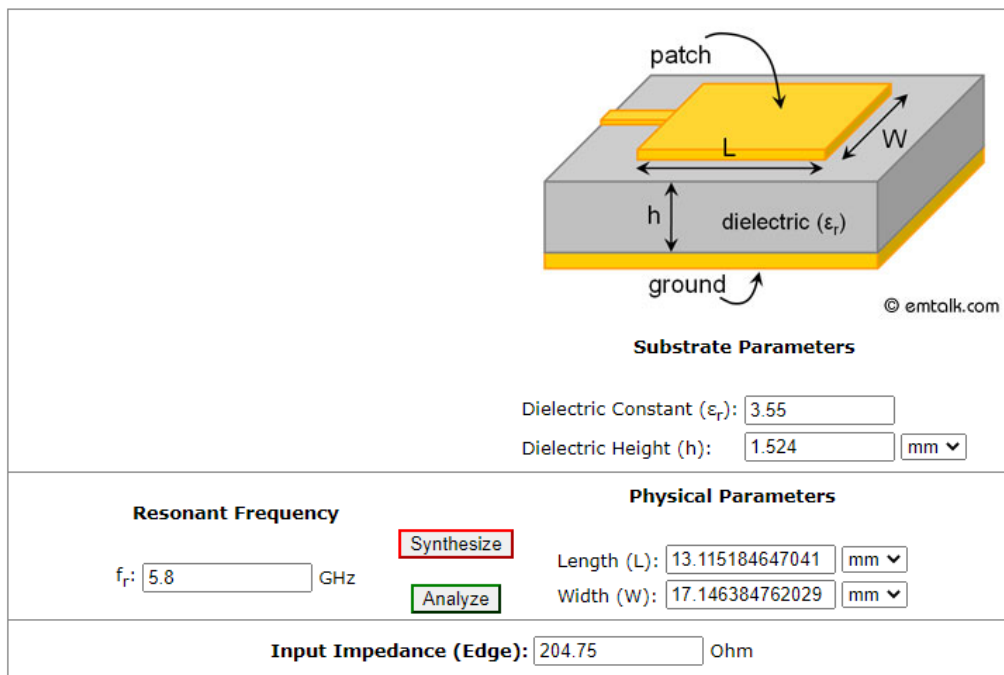 patch
L
W
h
dielectric (εr)
ground
© emtalk.com
Substrate Parameters
Dielectric Constant (εr): 3.55
Dielectric Height (h): 1.524 mm
Physical Parameters
Resonant Frequency
Synthesize
Length (L): 13.115184647041 mm
fr: 5.8 GHz
Analyze
Width (W): 17.146384762029 mm
Input Impedance (Edge): 204.75 Ohm